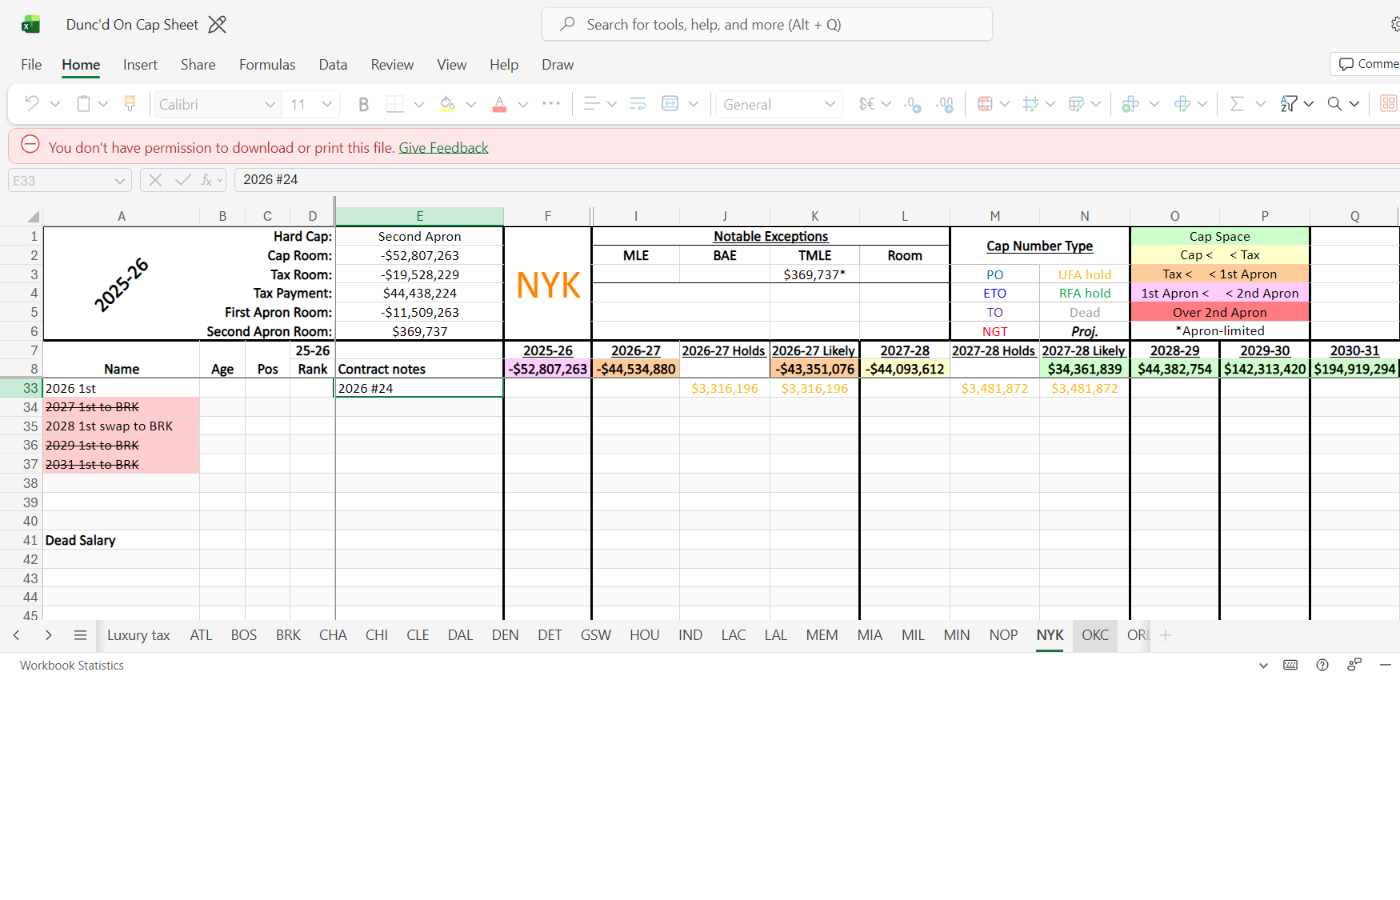 Dunc'd On Cap Sheet
Search for tools, help, and more (Alt + Q)
File Home Insert Share Formulas Data Review View Help Draw
Comme
Calibri 11 B A General $€ .0 .00
You don't have permission to download or print this file. Give Feedback
E33 fx 2026 #24
A B C D E F I J K L M N O P Q
1 Hard Cap: Second Apron Notable Exceptions Cap Number Type Cap Space
2 Cap Room: -$52,807,263 MLE BAE TMLE Room Cap < < Tax
3 Tax Room: -$19,528,229 $369,737* PO UFA hold Tax < < 1st Apron
2025-26
NYK
4 Tax Payment: $44,438,224 ETO RFA hold 1st Apron < < 2nd Apron
5 First Apron Room: -$11,509,263 TO Dead Over 2nd Apron
6 Second Apron Room: $369,737 NGT Proj. *Apron-limited
7 25-26 2025-26 2026-27 2026-27 Holds 2026-27 Likely 2027-28 2027-28 Holds 2027-28 Likely 2028-29 2029-30 2030-31
8 Name Age Pos Rank Contract notes -$52,807,263 -$44,534,880 -$43,351,076 -$44,093,612 $34,361,839 $44,382,754 $142,313,420 $194,919,294
33 2026 1st 2026 #24 $3,316,196 $3,316,196 $3,481,872 $3,481,872
34 2027 1st to BRK
35 2028 1st swap to BRK
36 2029 1st to BRK
37 2031 1st to BRK
38
39
40
41 Dead Salary
42
43
44
45
Luxury tax ATL BOS BRK CHA CHI CLE DAL DEN DET GSW HOU IND LAC LAL MEM MIA MIL MIN NOP NYK OKC ORL
Workbook Statistics